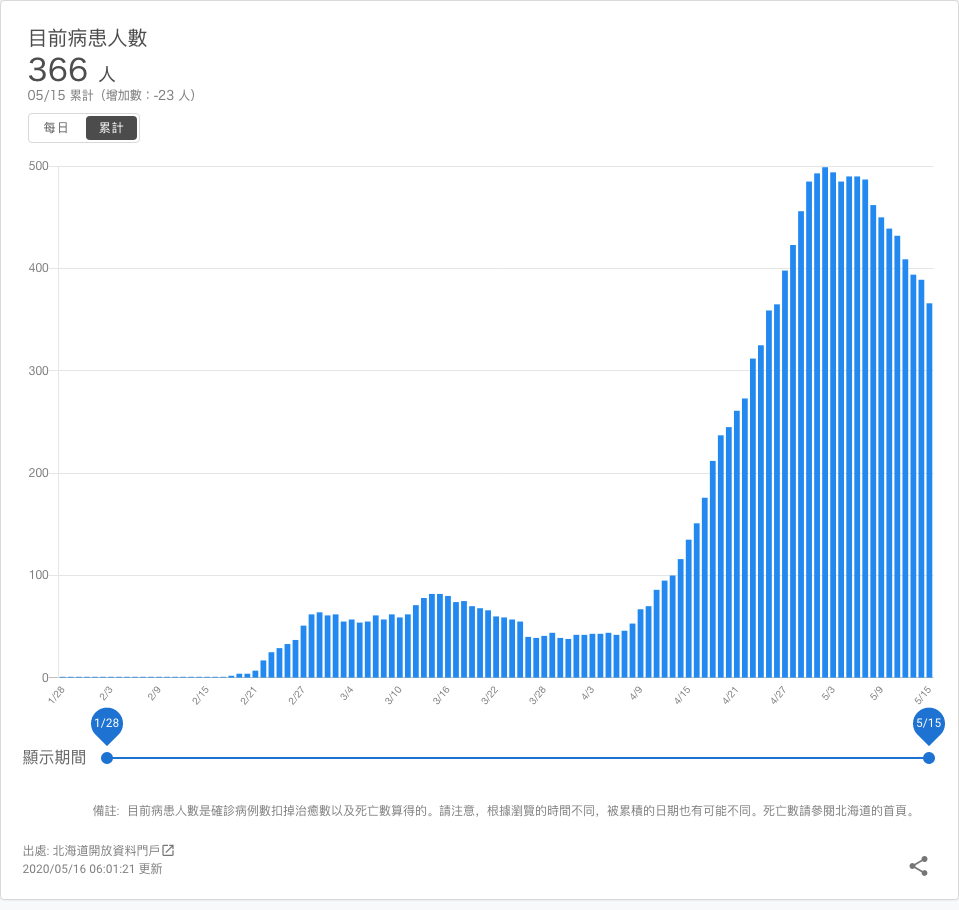 目前病患人數
366 人
05/15 累計（增加數：-23 人）
每日 累計
500
400
300
200
100
0
1/28 2/3 2/9 2/15 2/21 2/27 3/4 3/10 3/16 3/22 3/28 4/3 4/9 4/15 4/21 4/27 5/3 5/9 5/15
1/28 5/15
顯示期間
備註: 目前病患人數是確診病例數扣掉治癒數以及死亡數算得的。請注意，根據瀏覽的時間不同，被累積的日期也有可能不同。死亡數請參閱北海道的首頁。
出處: 北海道開放資料門戶
2020/05/16 06:01:21 更新